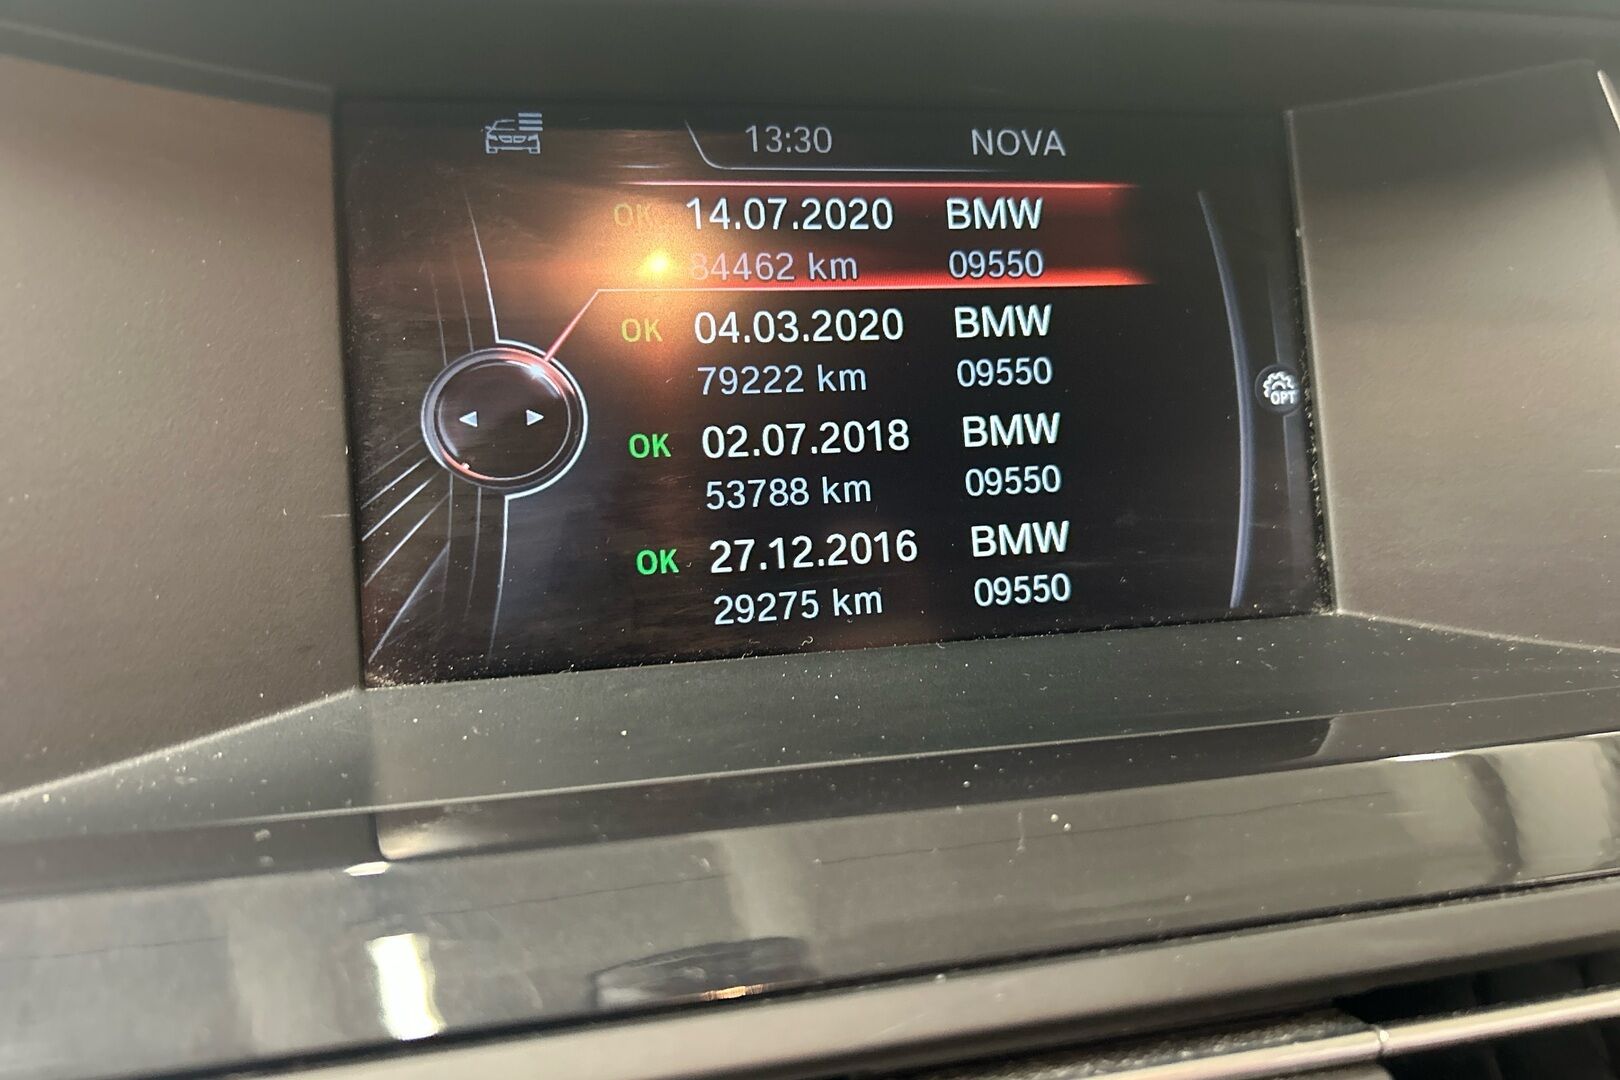 13:30 NOVA
OK 14.07.2020 BMW
84462 km 09550
OK 04.03.2020 BMW
79222 km 09550
OK 02.07.2018 BMW
53788 km 09550
OK 27.12.2016 BMW
29275 km 09550
OPT